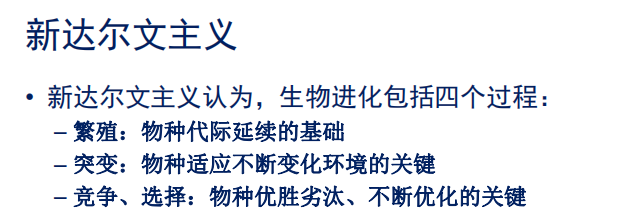 新达尔文主义
• 新达尔文主义认为，生物进化包括四个过程：
– 繁殖：物种代际延续的基础
– 突变：物种适应不断变化环境的关键
– 竞争、选择：物种优胜劣汰、不断优化的关键